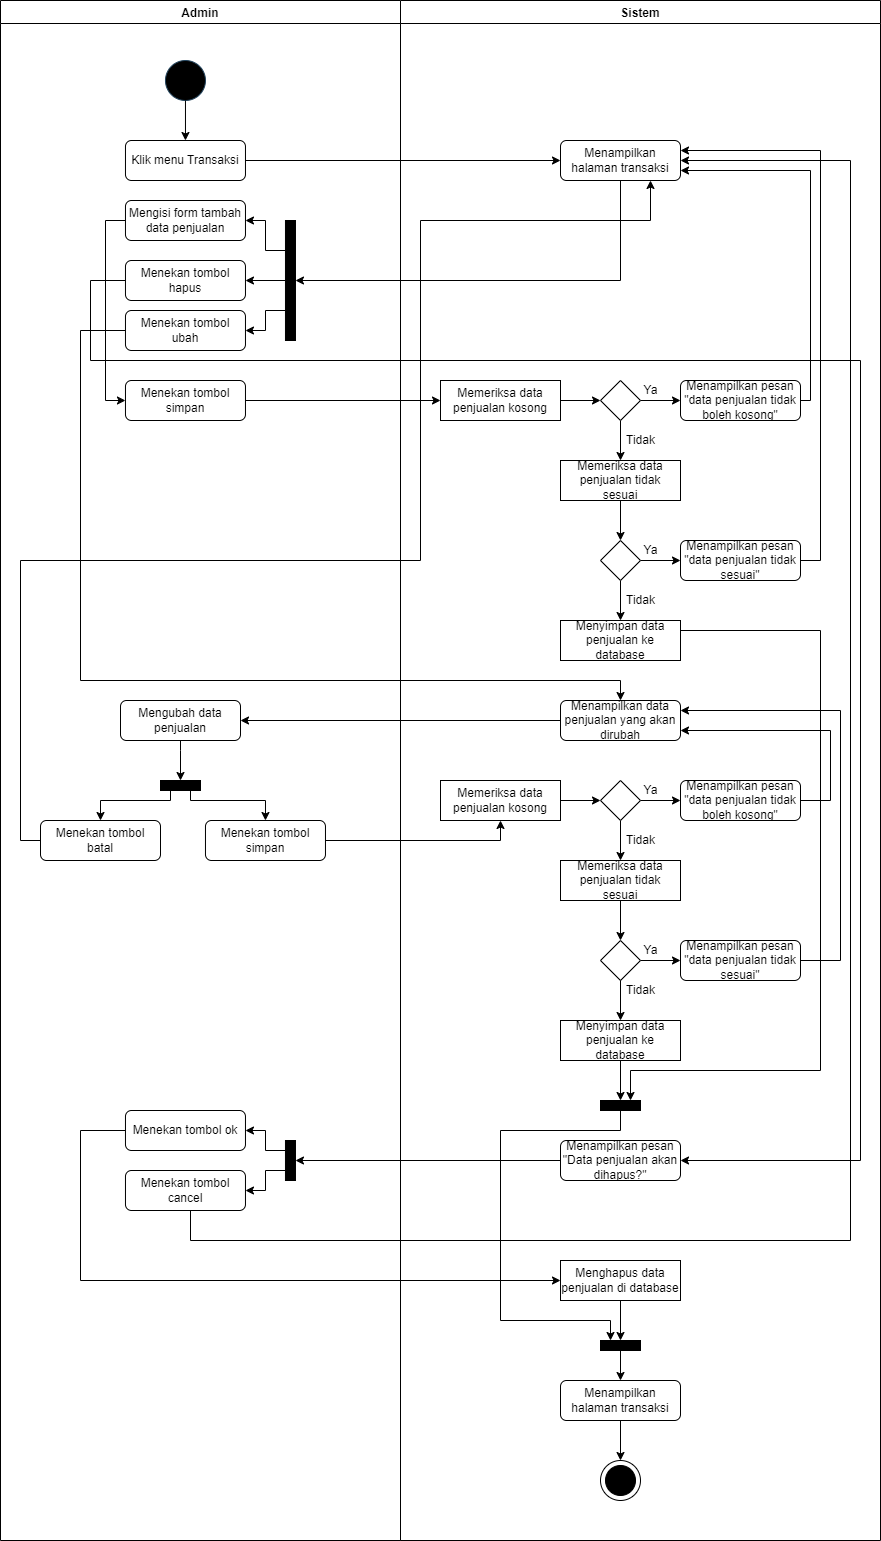 Admin
Sistem
Klik menu Transaksi
Menampilkan
halaman transaksi
Mengisi form tambah
data penjualan
Menekan tombol
hapus
Menekan tombol
ubah
Menekan tombol
simpan
Memeriksa data
penjualan kosong
Ya
Menampilkan pesan
"data penjualan tidak
boleh kosong"
Tidak
Memeriksa data
penjualan tidak
sesuai
Ya
Menampilkan pesan
"data penjualan tidak
sesuai"
Tidak
Menyimpan data
penjualan ke
database
Menampilkan data
penjualan yang akan
dirubah
Mengubah data
penjualan
Menekan tombol
batal
Menekan tombol
simpan
Memeriksa data
penjualan kosong
Ya
Menampilkan pesan
"data penjualan tidak
boleh kosong"
Tidak
Memeriksa data
penjualan tidak
sesuai
Ya
Menampilkan pesan
"data penjualan tidak
sesuai"
Tidak
Menyimpan data
penjualan ke
database
Menekan tombol ok
Menampilkan pesan
"Data penjualan akan
dihapus?"
Menekan tombol
cancel
Menghapus data
penjualan di database
Menampilkan
halaman transaksi